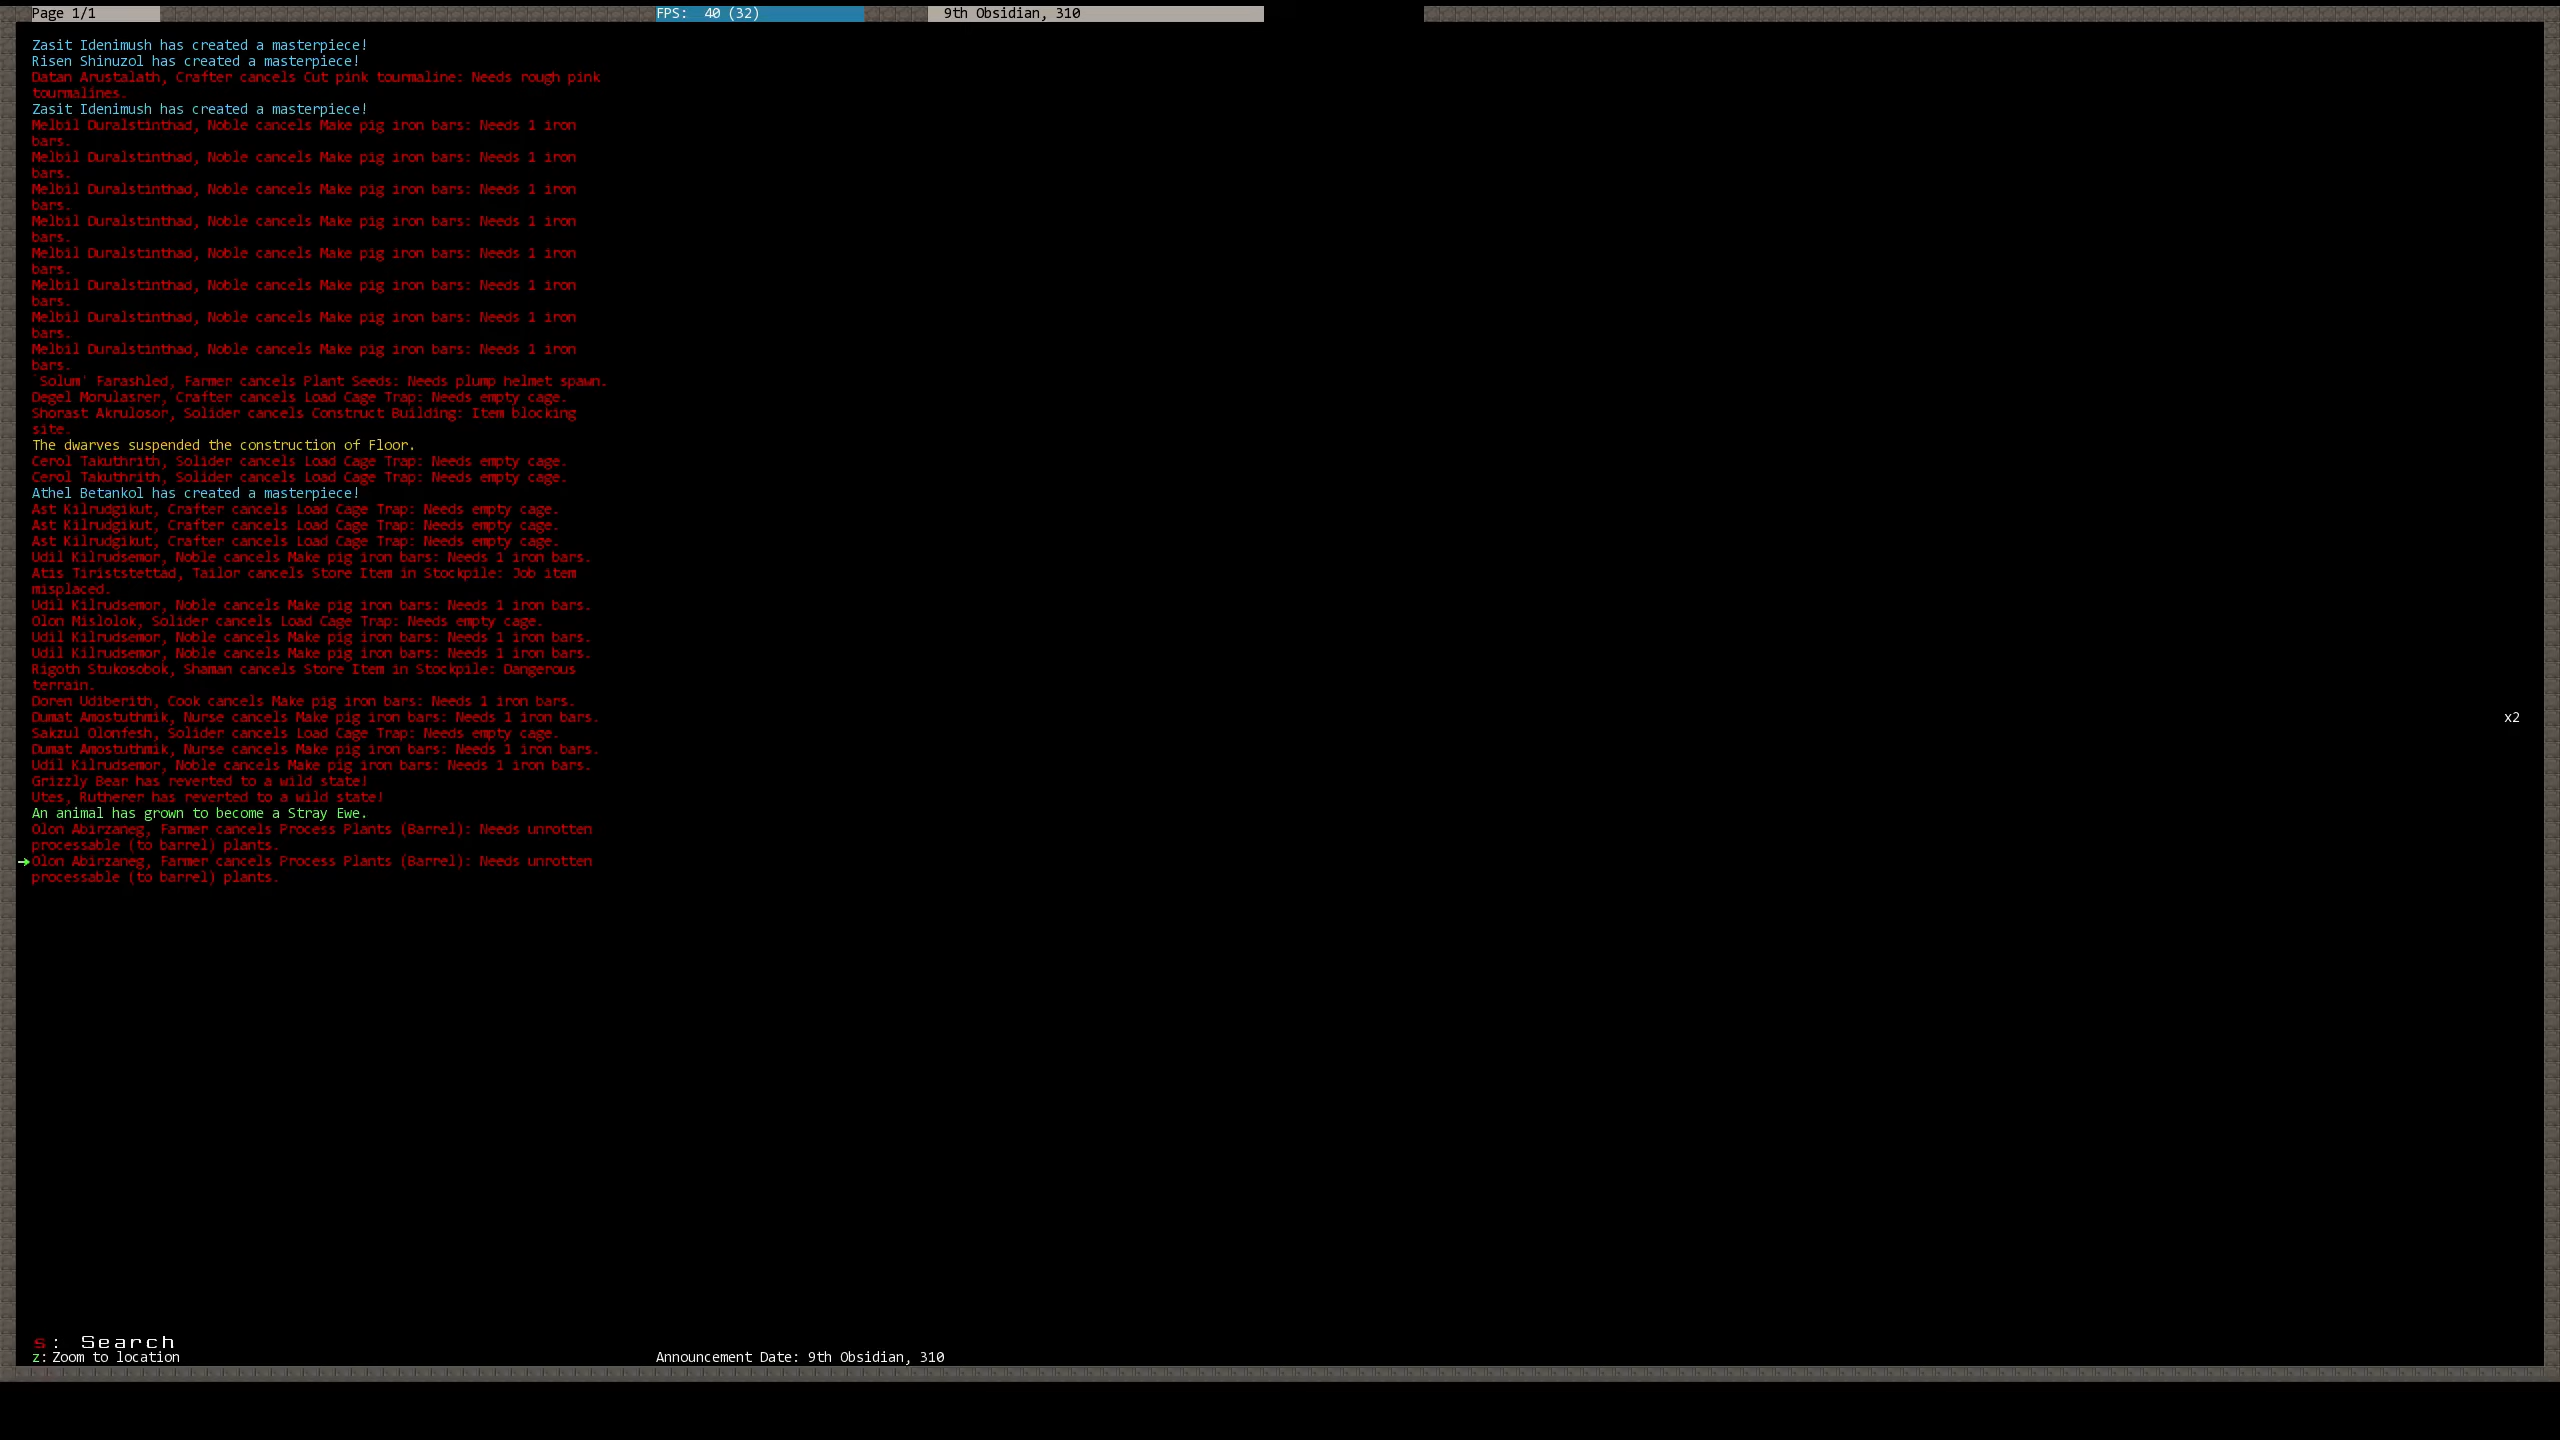 Page 1/1 FPS: 40 (32) 9th Obsidian, 310
Zasit Idenimush has created a masterpiece!
Risen Shinuzol has created a masterpiece!
Datan Arustalath, Crafter cancels Cut pink tourmaline: Needs rough pink
tourmalines.
Zasit Idenimush has created a masterpiece!
Melbil Duralstinthad, Noble cancels Make pig iron bars: Needs 1 iron
bars.
Melbil Duralstinthad, Noble cancels Make pig iron bars: Needs 1 iron
bars.
Melbil Duralstinthad, Noble cancels Make pig iron bars: Needs 1 iron
bars.
Melbil Duralstinthad, Noble cancels Make pig iron bars: Needs 1 iron
bars.
Melbil Duralstinthad, Noble cancels Make pig iron bars: Needs 1 iron
bars.
Melbil Duralstinthad, Noble cancels Make pig iron bars: Needs 1 iron
bars.
Melbil Duralstinthad, Noble cancels Make pig iron bars: Needs 1 iron
bars.
Melbil Duralstinthad, Noble cancels Make pig iron bars: Needs 1 iron
bars.
`Solum' Farashled, Farmer cancels Plant Seeds: Needs plump helmet spawn.
Degel Morulasrer, Crafter cancels Load Cage Trap: Needs empty cage.
Shorast Akrulosor, Solider cancels Construct Building: Item blocking
site.
The dwarves suspended the construction of Floor.
Cerol Takuthrith, Solider cancels Load Cage Trap: Needs empty cage.
Cerol Takuthrith, Solider cancels Load Cage Trap: Needs empty cage.
Athel Betankol has created a masterpiece!
Ast Kilrudgikut, Crafter cancels Load Cage Trap: Needs empty cage.
Ast Kilrudgikut, Crafter cancels Load Cage Trap: Needs empty cage.
Ast Kilrudgikut, Crafter cancels Load Cage Trap: Needs empty cage.
Udil Kilrudsemor, Noble cancels Make pig iron bars: Needs 1 iron bars.
Atis Tiriststettad, Tailor cancels Store Item in Stockpile: Job item
misplaced.
Udil Kilrudsemor, Noble cancels Make pig iron bars: Needs 1 iron bars.
Olon Mislolok, Solider cancels Load Cage Trap: Needs empty cage.
Udil Kilrudsemor, Noble cancels Make pig iron bars: Needs 1 iron bars.
Udil Kilrudsemor, Noble cancels Make pig iron bars: Needs 1 iron bars.
Rigoth Stukosobok, Shaman cancels Store Item in Stockpile: Dangerous
terrain.
Doren Udiberith, Cook cancels Make pig iron bars: Needs 1 iron bars.
Dumat Amostuthmik, Nurse cancels Make pig iron bars: Needs 1 iron bars. x2
Sakzul Olonfesh, Solider cancels Load Cage Trap: Needs empty cage.
Dumat Amostuthmik, Nurse cancels Make pig iron bars: Needs 1 iron bars.
Udil Kilrudsemor, Noble cancels Make pig iron bars: Needs 1 iron bars.
Grizzly Bear has reverted to a wild state!
Utes, Rutherer has reverted to a wild state!
An animal has grown to become a Stray Ewe.
Olon Abirzaneg, Farmer cancels Process Plants (Barrel): Needs unrotten
processable (to barrel) plants.
→Olon Abirzaneg, Farmer cancels Process Plants (Barrel): Needs unrotten
processable (to barrel) plants.
s: Search
z: Zoom to location Announcement Date: 9th Obsidian, 310